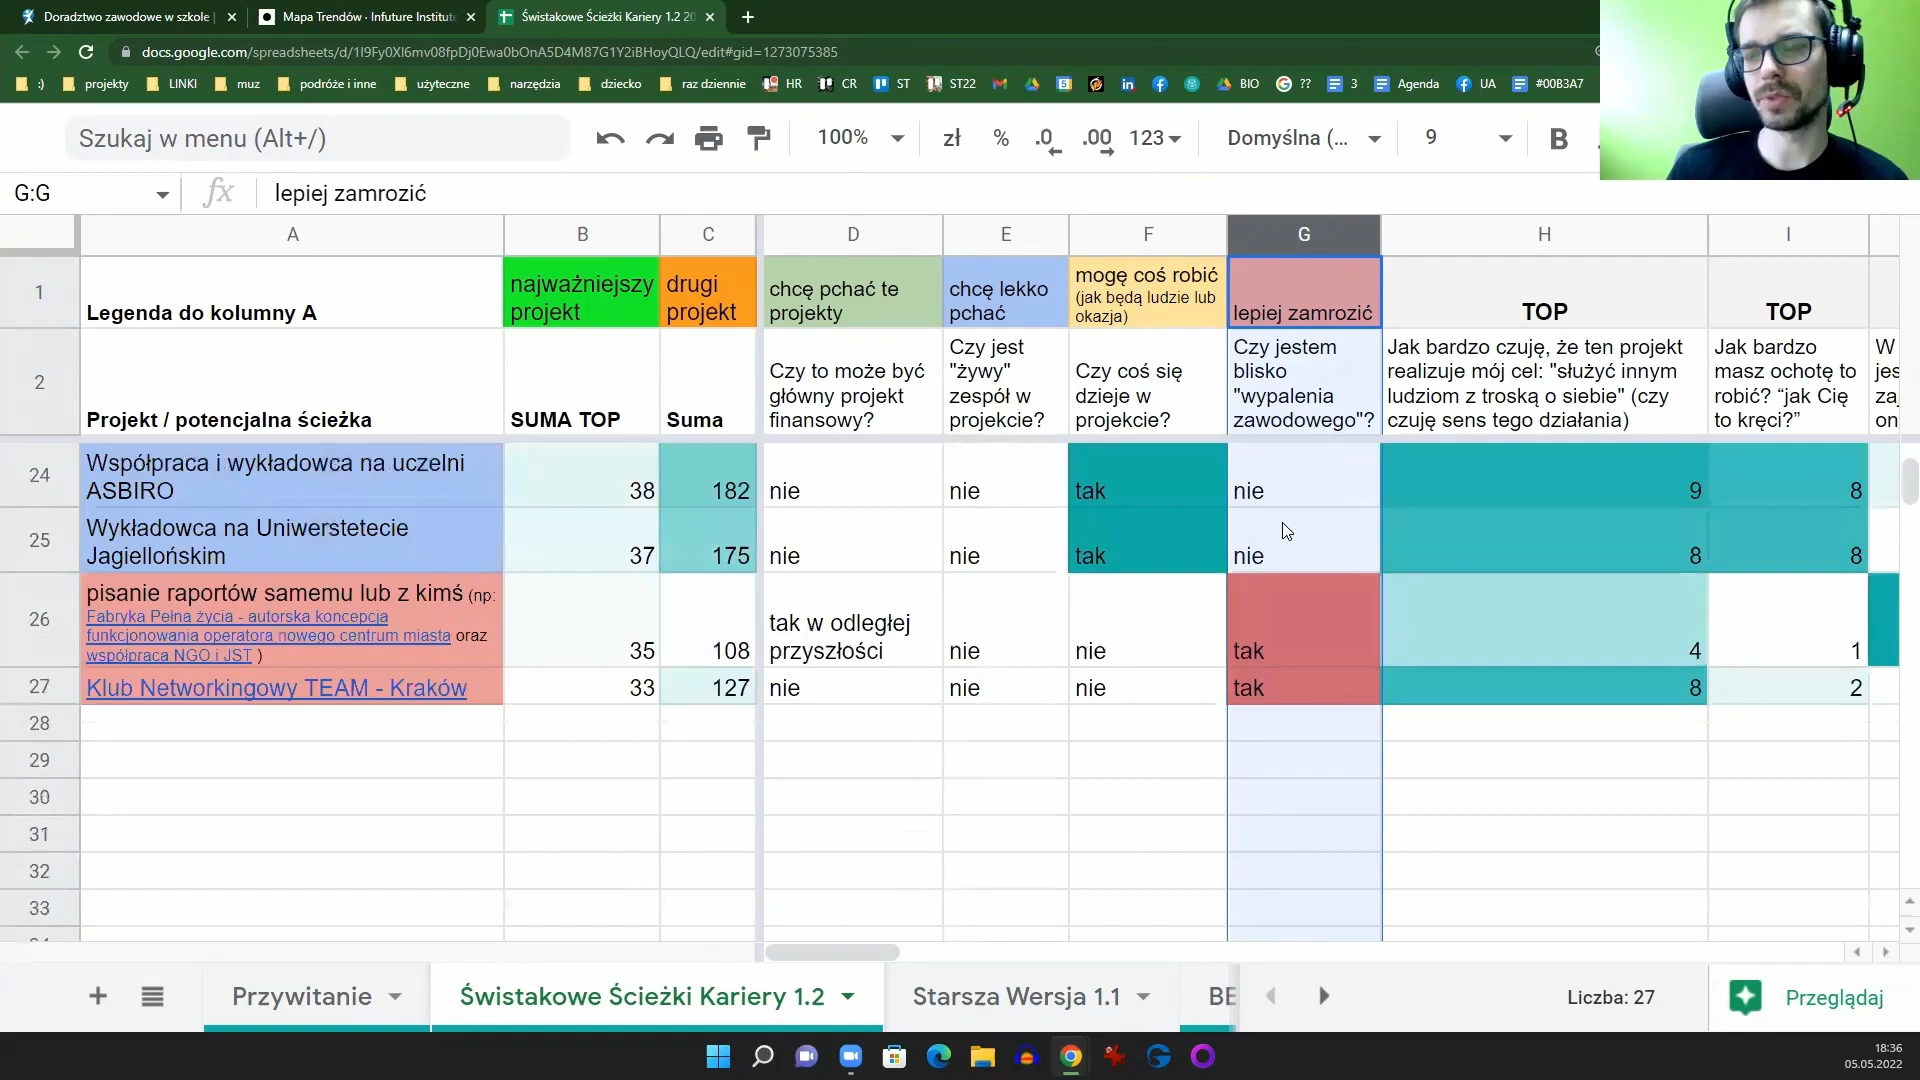 Doradztwo zawodowe w szkole |
Mapa Trendów · Infuture Institute
Świstakowe Ścieżki Kariery 1.2 20
docs.google.com/spreadsheets/d/1I9Fy0Xl6mv08fpDj0Ewa0bOnA5D4M87G1Y2iBHoyQLQ/edit#gid=1273075385
:) projekty LINKI muz podróże i inne użyteczne narzędzia dziecko raz dziennie HR CR ST ST22 BIO ?? 3 Agenda UA #00B3A7
Szukaj w menu (Alt+/) 100% zł % .0 .00 123 Domyślna (... 9 B
G:G fx lepiej zamrozić
A B C D E F G H I
1
Legenda do kolumny A
najważniejszy
projekt
drugi
projekt
chcę pchać te
projekty
chcę lekko
pchać
mogę coś robić
(jak będą ludzie lub
okazja)
lepiej zamrozić
TOP
TOP
2
Projekt / potencjalna ścieżka
SUMA TOP
Suma
Czy to może być
główny projekt
finansowy?
Czy jest
"żywy"
zespół w
projekcie?
Czy coś się
dzieje w
projekcie?
Czy jestem
blisko
"wypalenia
zawodowego"?
Jak bardzo czuję, że ten projekt
realizuje mój cel: "służyć innym
ludziom z troską o siebie" (czy
czuję sens tego działania)
Jak bardzo
masz ochotę to
robić? “jak Cię
to kręci?”
W
jes
zaj
on
24
Współpraca i wykładowca na uczelni
ASBIRO
38 182 nie nie tak nie 9 8
25
Wykładowca na Uniwerstetecie
Jagiellońskim
37 175 nie nie tak nie 8 8
26
pisanie raportów samemu lub z kimś (np:
Fabryka Pełna życia - autorska koncepcja
funkcjonowania operatora nowego centrum miasta oraz
współpraca NGO i JST )
35 108
tak w odległej
przyszłości
nie nie tak 4 1
27 Klub Networkingowy TEAM - Kraków 33 127 nie nie nie tak 8 2
28
29
30
31
32
33
Przywitanie Świstakowe Ścieżki Kariery 1.2 Starsza Wersja 1.1 BE Liczba: 27 Przeglądaj
18:36
05.05.2022